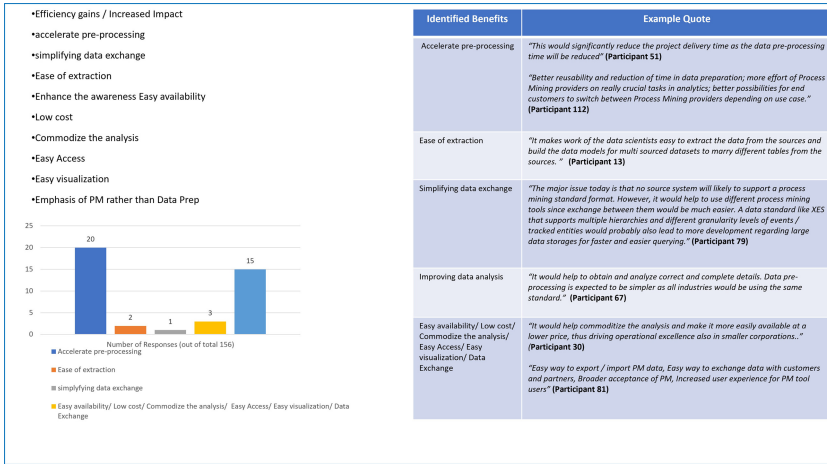 •Efficiency gains / Increased Impact
•accelerate pre-processing
•simplifying data exchange
•Ease of extraction
•Enhance the awareness Easy availability
•Low cost
•Commodize the analysis
•Easy Access
•Easy visualization
•Emphasis of PM rather than Data Prep
25
20
15
10
5
0
20
2
1
3
15
Number of Responses (out of total 156)
Accelerate pre-processing
Ease of extraction
simplyfying data exchange
Easy availability/ Low cost/ Commodize the analysis/ Easy Access/ Easy visualization/ Data
Exchange
Identified Benefits
Example Quote
Accelerate pre-processing
“This would significantly reduce the project delivery time as the data pre-processing
time will be reduced” (Participant 51)
“Better reusability and reduction of time in data preparation; more effort of Process
Mining providers on really crucial tasks in analytics; better possibilities for end
customers to switch between Process Mining providers depending on use case.”
(Participant 112)
Ease of extraction
“It makes work of the data scientists easy to extract the data from the sources and
build the data models for multi sourced datasets to marry different tables from the
sources. ” (Participant 13)
Simplifying data exchange
“The major issue today is that no source system will likely to support a process
mining standard format. However, it would help to use different process mining
tools since exchange between them would be much easier. A data standard like XES
that supports multiple hierarchies and different granularity levels of events /
tracked entities would probably also lead to more development regarding large
data storages for faster and easier querying.” (Participant 79)
Improving data analysis
“It would help to obtain and analyze correct and complete details. Data pre-
processing is expected to be simpler as all industries would be using the same
standard.” (Participant 67)
Easy availability/ Low cost/
Commodize the analysis/
Easy Access/ Easy
visualization/ Data
Exchange
“It would help commoditize the analysis and make it more easily available at a
lower price, thus driving operational excellence also in smaller corporations..”
(Participant 30)
“Easy way to export / import PM data, Easy way to exchange data with customers
and partners, Broader acceptance of PM, Increased user experience for PM tool
users” (Participant 81)